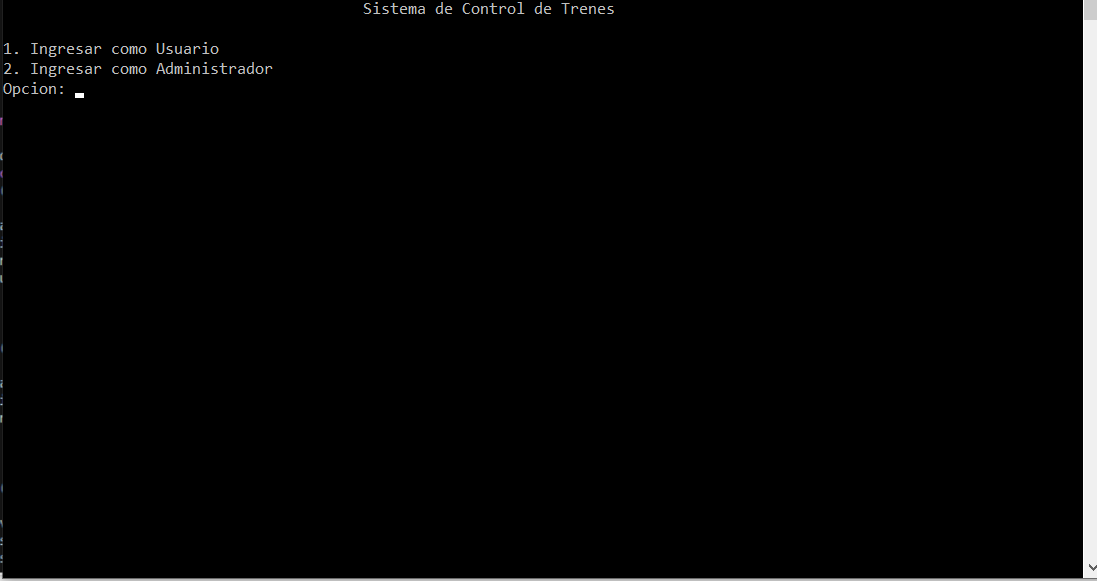 Sistema de Control de Trenes
1. Ingresar como Usuario
2. Ingresar como Administrador
Opcion: